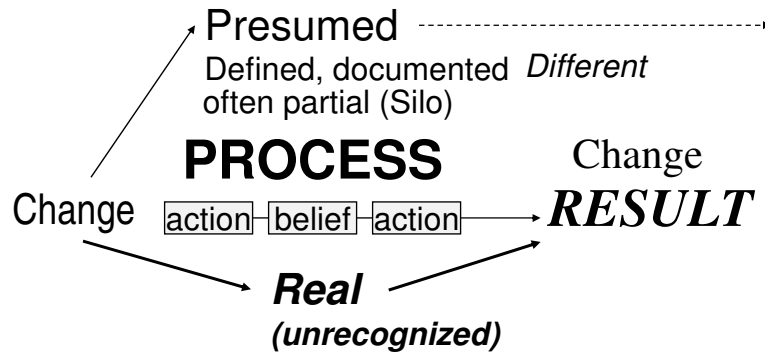 Presumed
Defined, documented Different
often partial (Silo)
PROCESS
Change
Change
action belief action
RESULT
Real
(unrecognized)